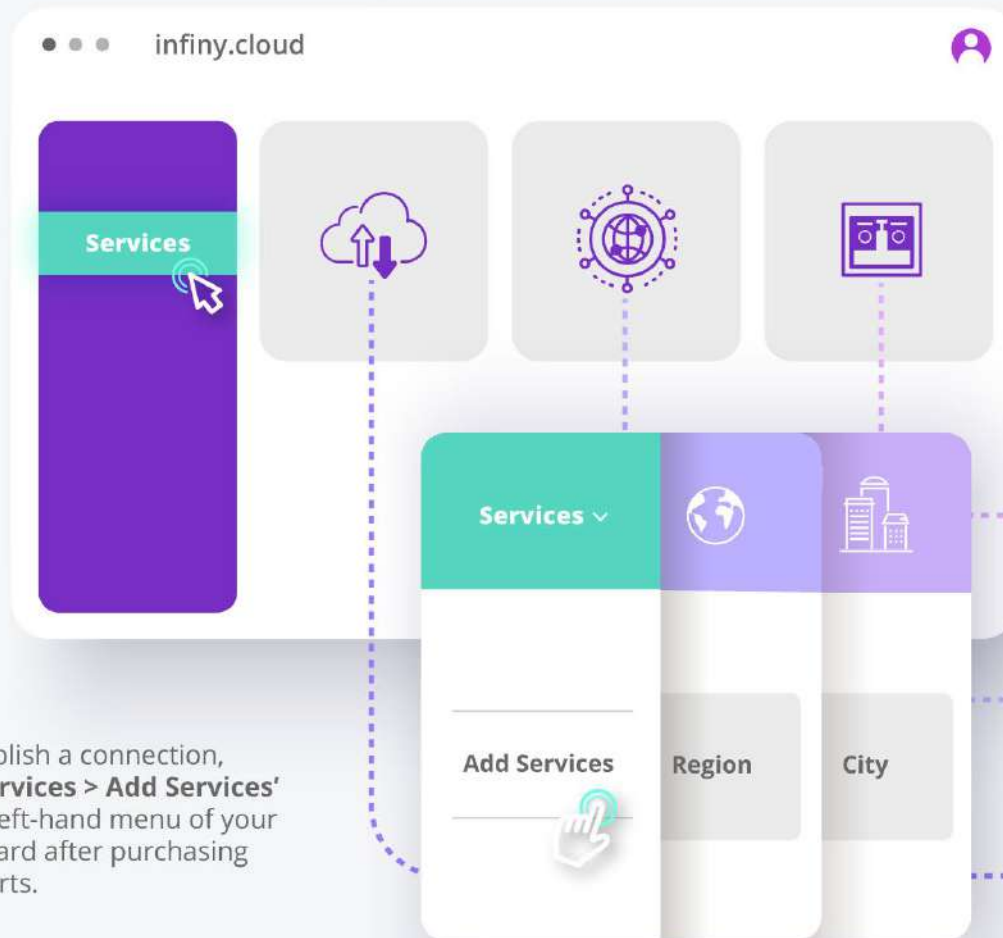 infiny.cloud
Services
Services
Add Services
Region
City
blish a connection,
rvices > Add Services’
eft-hand menu of your
ard after purchasing
rts.